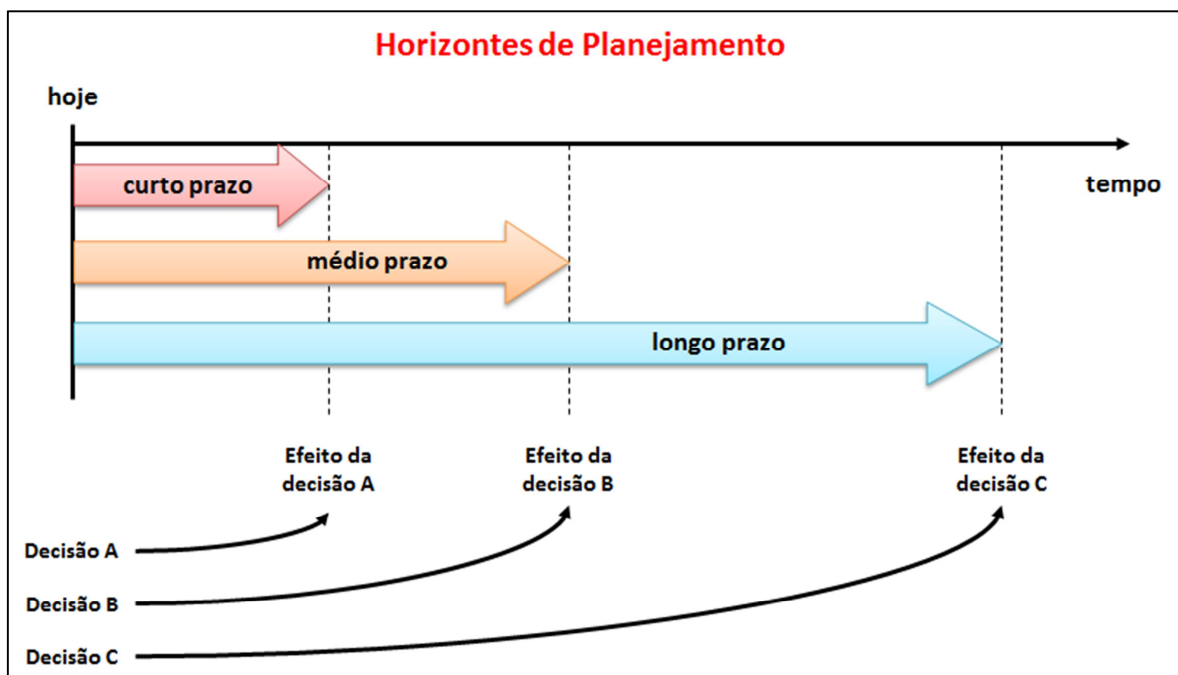 Horizontes de Planejamento
hoje
tempo
curto prazo
médio prazo
longo prazo
Efeito da
decisão A
Efeito da
decisão B
Efeito da
decisão C
Decisão A
Decisão B
Decisão C